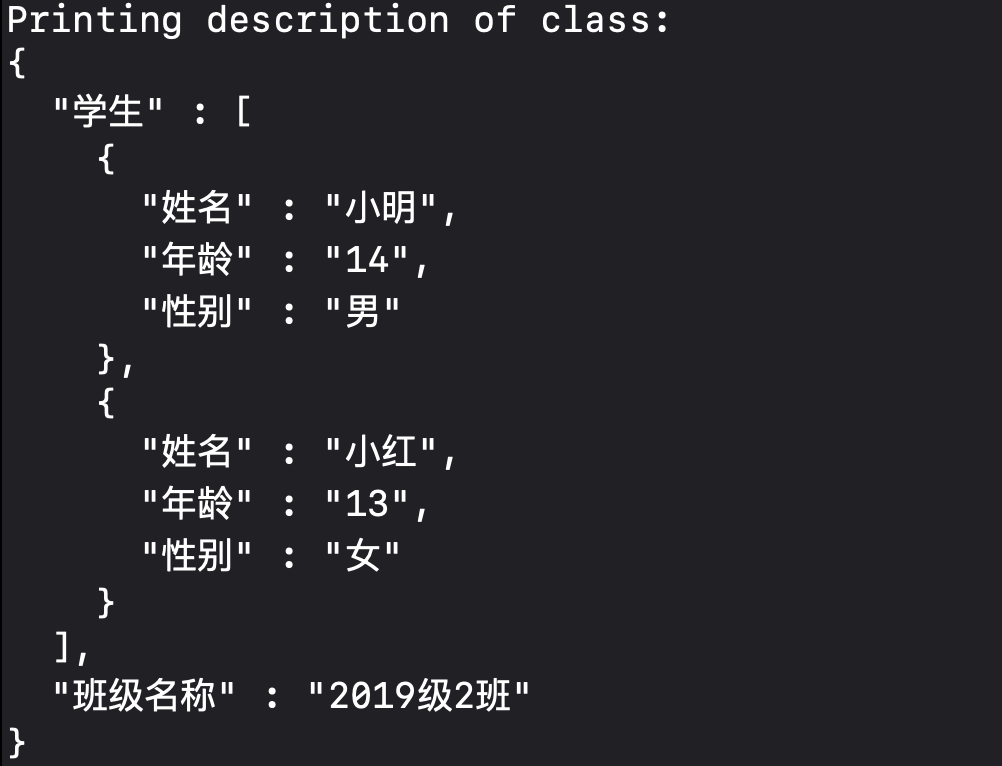 Printing description of class:
{
  "学生" : [
    {
      "姓名" : "小明",
      "年龄" : "14",
      "性别" : "男"
    },
    {
      "姓名" : "小红",
      "年龄" : "13",
      "性别" : "女"
    }
  ],
  "班级名称" : "2019级2班"
}